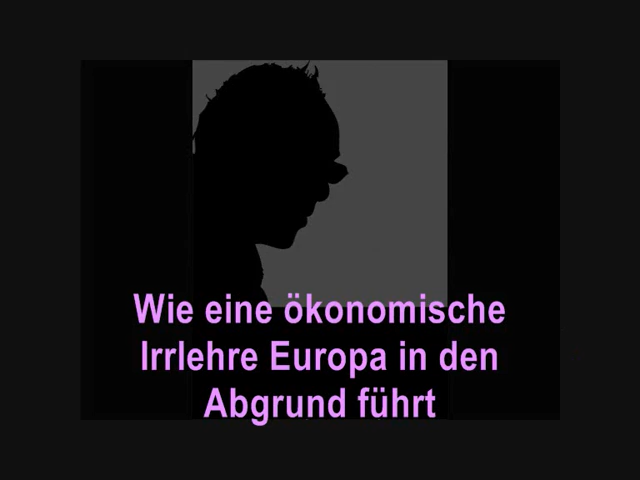 Wie eine ökonomische
Irrlehre Europa in den
Abgrund führt